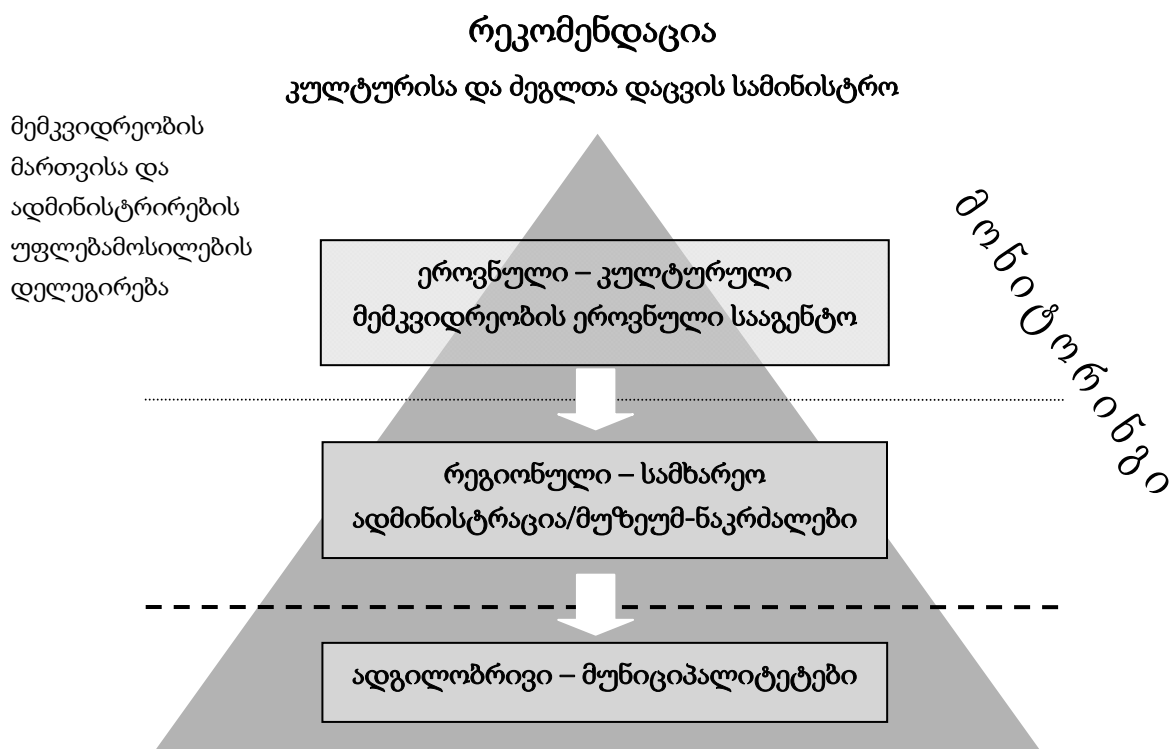 რეკომენდაცია
კულტურისა და ძეგლთა დაცვის სამინისტრო
მემკვიდრეობის
მართვისა და
ადმინისტრირების
უფლებამოსილების
დელეგირება
მონიტორინგი
ეროვნული – კულტურული
მემკვიდრეობის ეროვნული სააგენტო
რეგიონული – სამხარეო
ადმინისტრაცია/მუზეუმ-ნაკრძალები
ადგილობრივი – მუნიციპალიტეტები